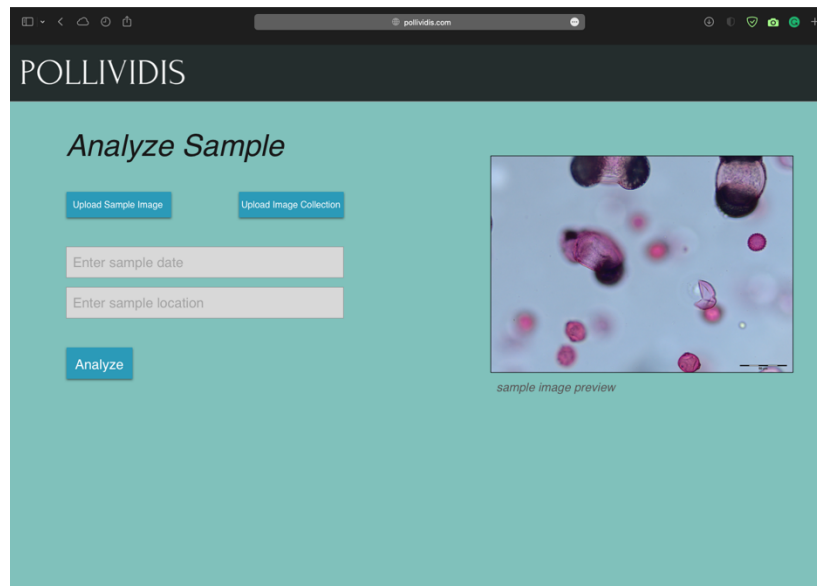 pollividis.com
POLLIVIDIS
Analyze Sample
Upload Sample Image
Upload Image Collection
Enter sample date
Enter sample location
Analyze
sample image preview